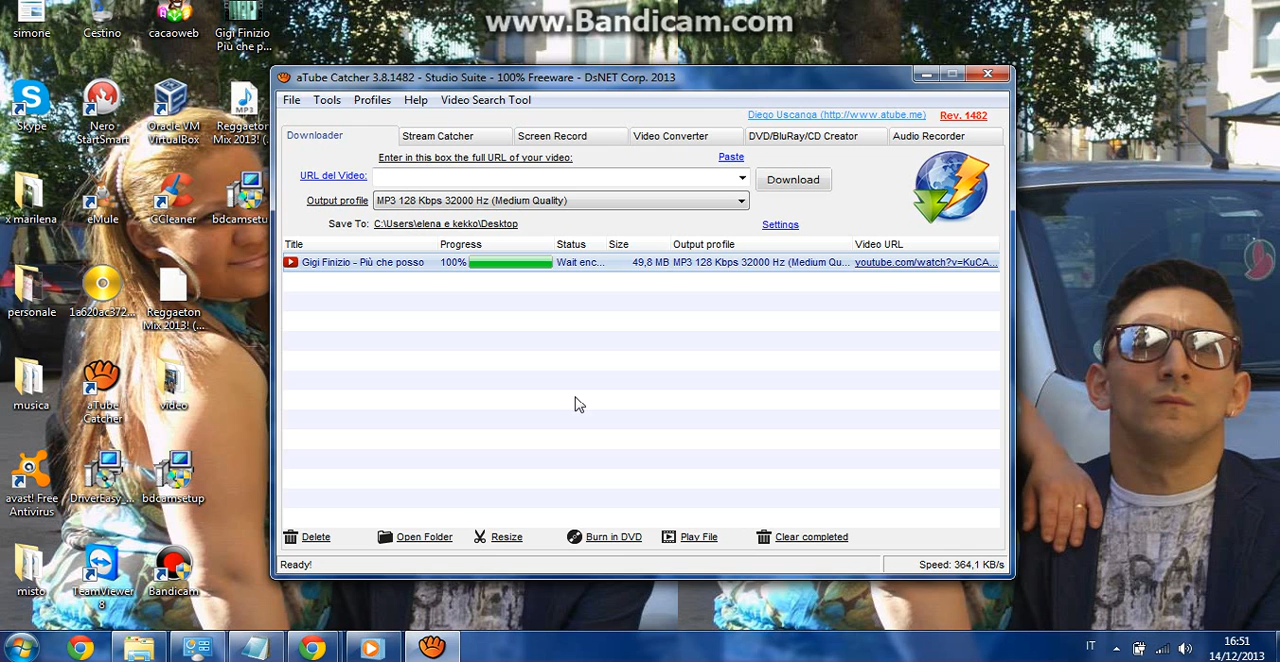 www.Bandicam.com
simone
Cestino
cacaoweb
Gigi Finizio
Più che p...
Skype
Nero
StartSmart
Oracle VM
VirtualBox
MP3
Reggaeton
Mix 2013! (...
x marilena
eMule
CCleaner
bdcamsetu
personale
1a620ac372...
Reggaeton
Mix 2013! (...
musica
aTube
Catcher
video
avast! Free
Antivirus
DriverEasy_...
bdcamsetup
misto
TeamViewer
8
Bandicam
aTube Catcher 3.8.1482 - Studio Suite - 100% Freeware - DsNET Corp. 2013
File Tools Profiles Help Video Search Tool
Diego Uscanga (http://www.atube.me) Rev. 1482
Downloader Stream Catcher Screen Record Video Converter DVD/BluRay/CD Creator Audio Recorder
Enter in this box the full URL of your video: Paste
URL del Video: Download
Output profile MP3 128 Kbps 32000 Hz (Medium Quality)
Save To: C:\Users\elena e kekko\Desktop Settings
Title Progress Status Size Output profile Video URL
Gigi Finizio - Più che posso 100% Wait enc... 49,8 MB MP3 128 Kbps 32000 Hz (Medium Qu... youtube.com/watch?v=KuCA...
Delete Open Folder Resize Burn in DVD Play File Clear completed
Ready! Speed: 364,1 KB/s
IT 16:51
14/12/2013